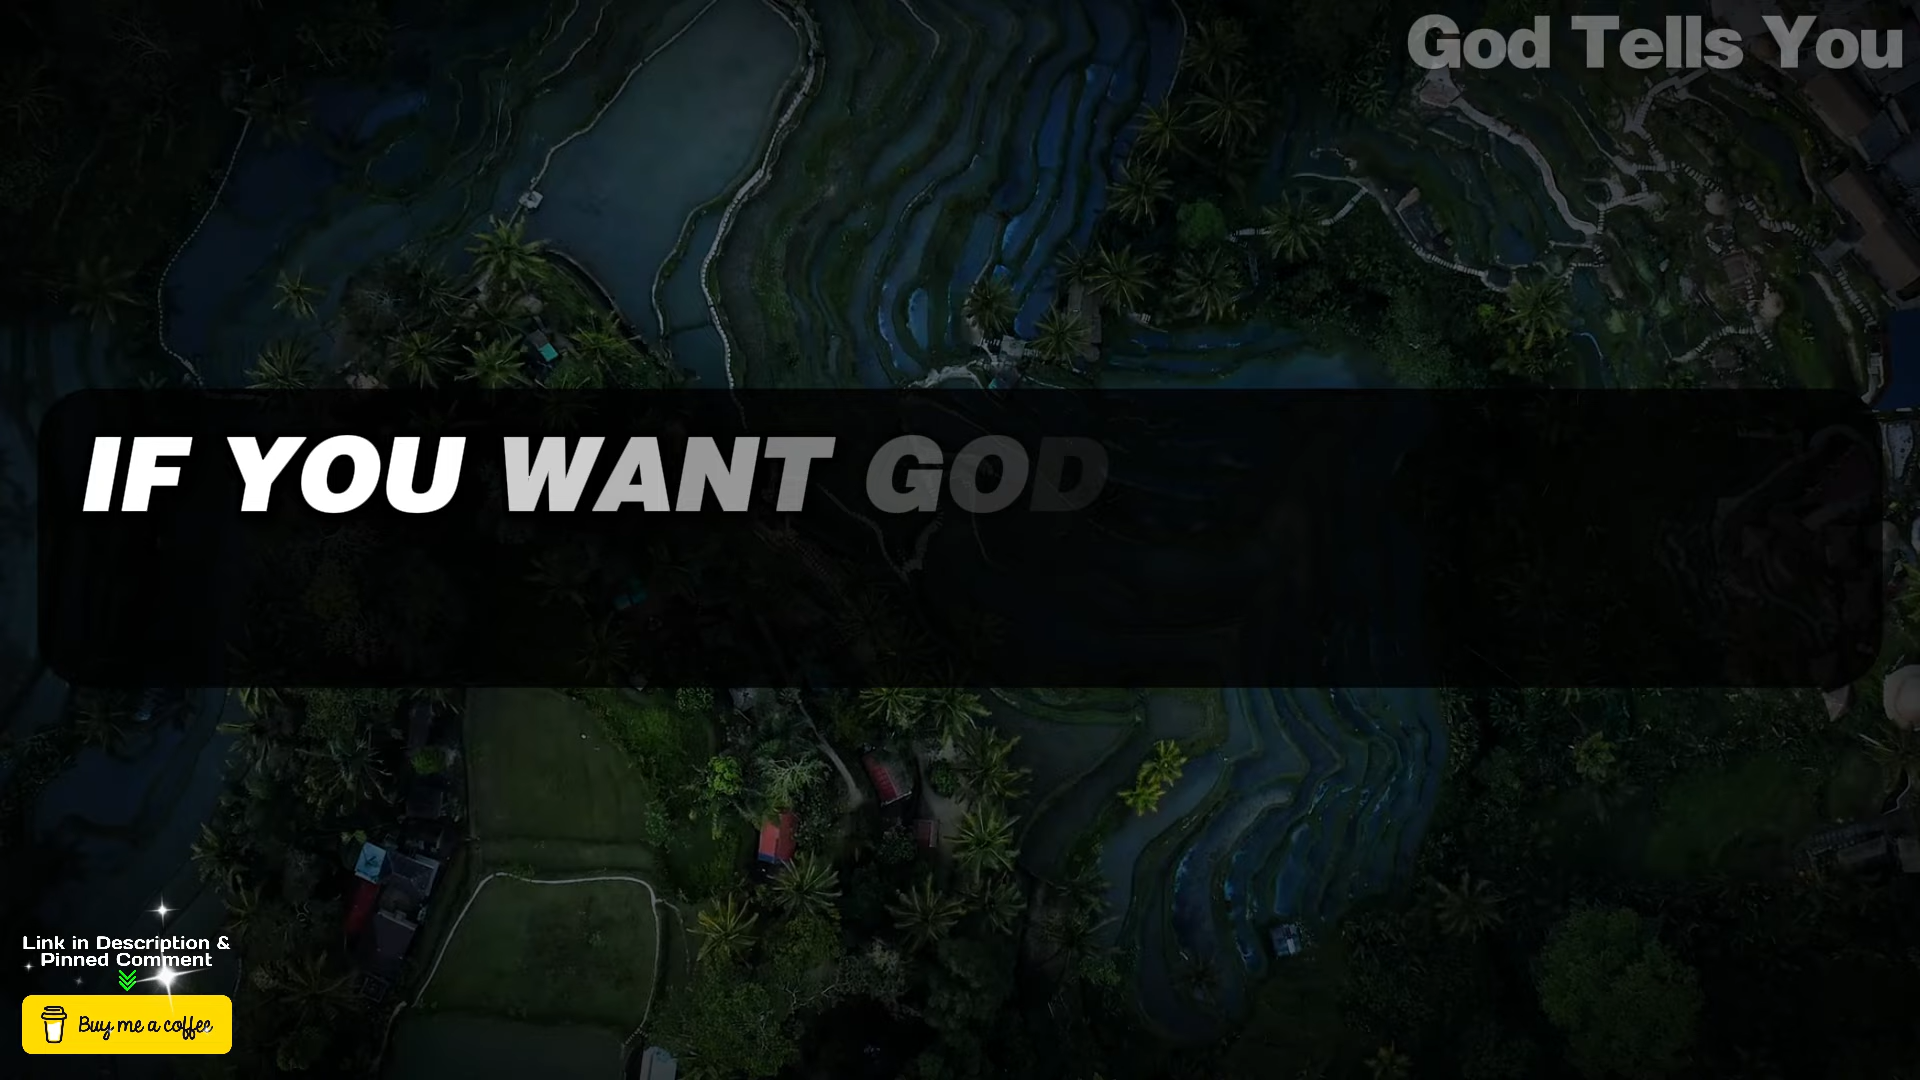 God Tells You
IF YOU WANT GOD
Link in Description &
Pinned Comment
Buy me a coffee